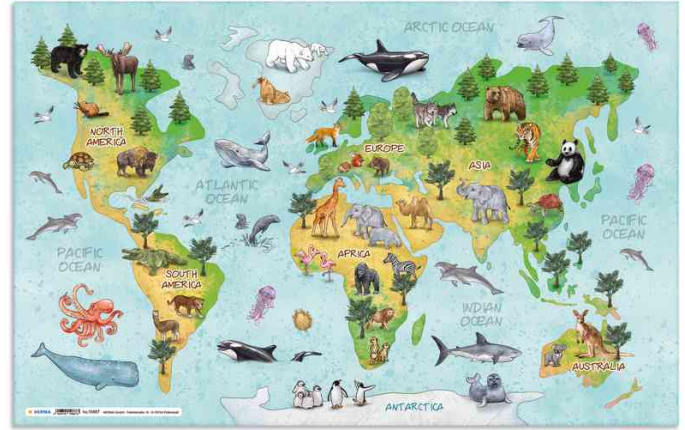 ARCTIC OCEAN
NORTH
AMERICA
EUROPE
ASIA
ATLANTIC
OCEAN
PACIFIC
OCEAN
PACIFIC
OCEAN
AFRICA
SOUTH
AMERICA
INDIAN
OCEAN
AUSTRALIA
ANTARCTICA
HERMA